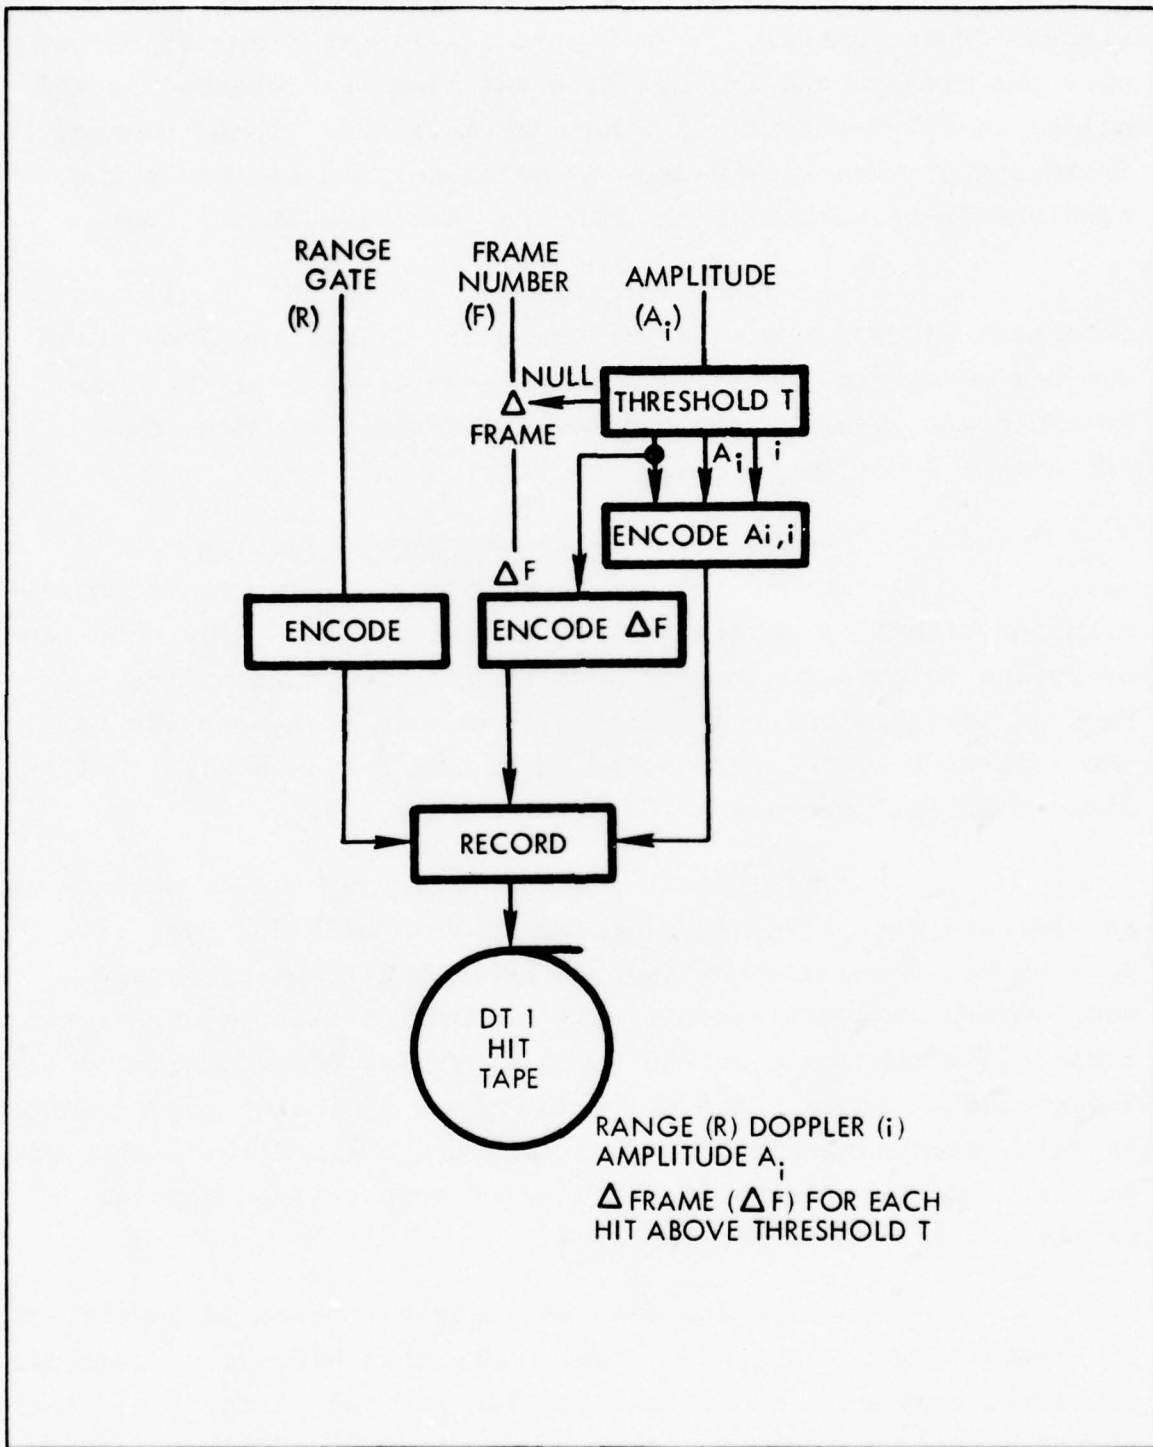 RANGE
GATE
(R)
FRAME
NUMBER
(F)
AMPLITUDE
(Ai)
NULL
THRESHOLD T
Δ
FRAME
Ai
i
ENCODE Ai,i
ΔF
ENCODE
ENCODE ΔF
RECORD
DT 1
HIT
TAPE
RANGE (R) DOPPLER (i)
AMPLITUDE Ai
Δ FRAME (ΔF) FOR EACH
HIT ABOVE THRESHOLD T